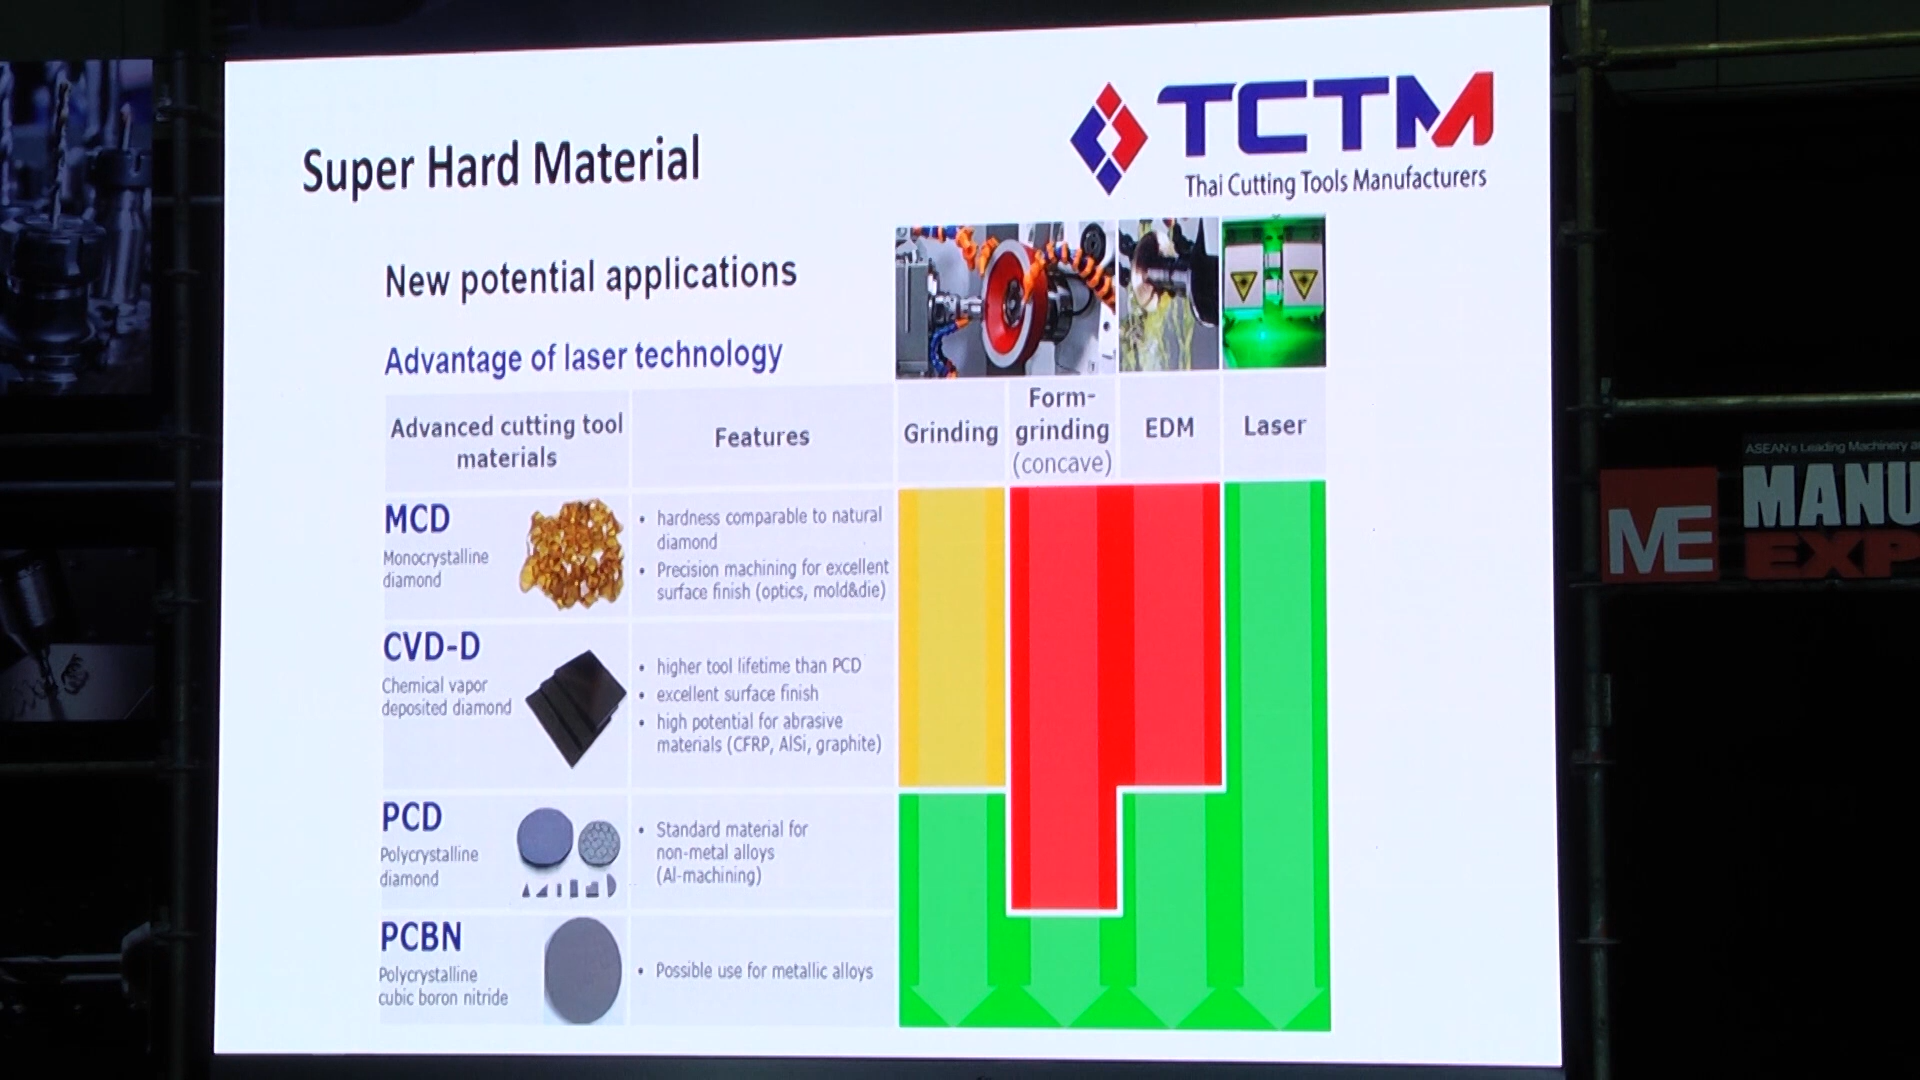 TCTM
Thai Cutting Tools Manufacturers
Super Hard Material
New potential applications
Advantage of laser technology
Advanced cutting tool
materials
Features
Grinding
Form-
grinding
(concave)
EDM
Laser
MCD
Monocrystalline
diamond
• hardness comparable to natural
diamond
• Precision machining for excellent
surface finish (optics, mold&die)
CVD-D
Chemical vapor
deposited diamond
• higher tool lifetime than PCD
• excellent surface finish
• high potential for abrasive
materials (CFRP, AlSi, graphite)
PCD
Polycrystalline
diamond
• Standard material for
non-metal alloys
(Al-machining)
PCBN
Polycrystalline
cubic boron nitride
• Possible use for metallic alloys
ASEAN's Leading Machinery
ME
MANU
EXP